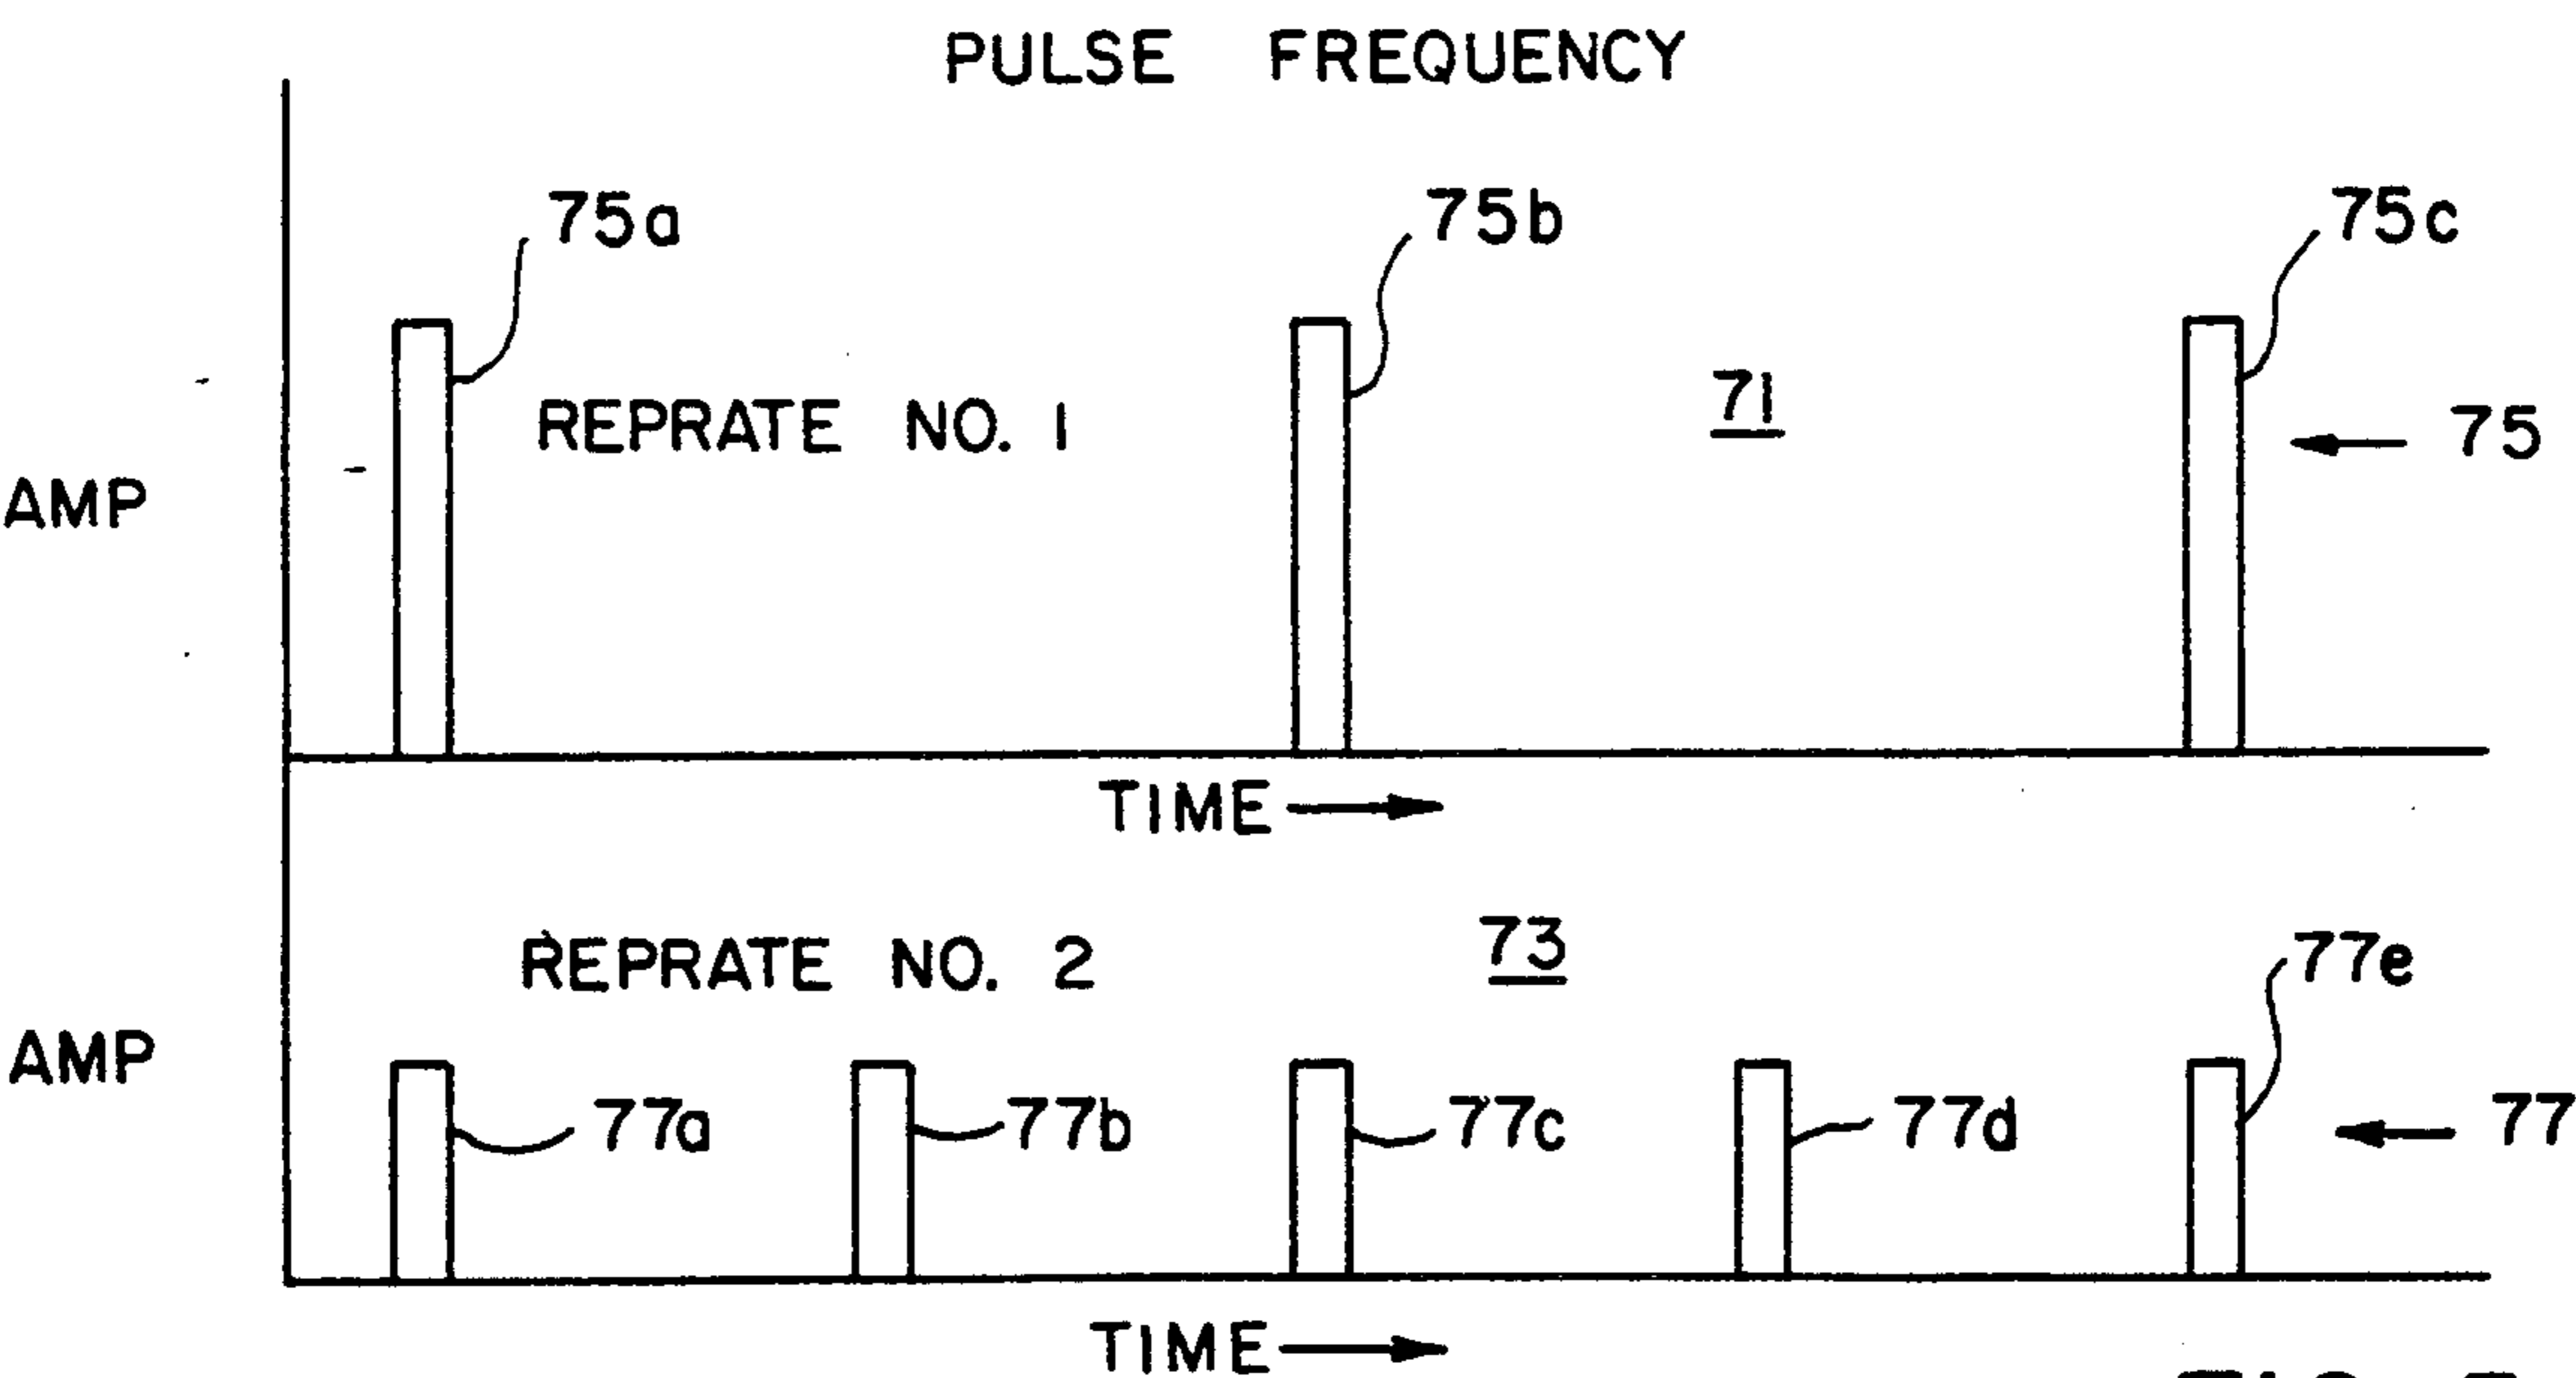 PULSE FREQUENCY
75a
75b
75c
REPRATE NO. 1
71
75
AMP
TIME
REPRATE NO. 2
73
77e
AMP
77a
77b
77c
77d
77
TIME